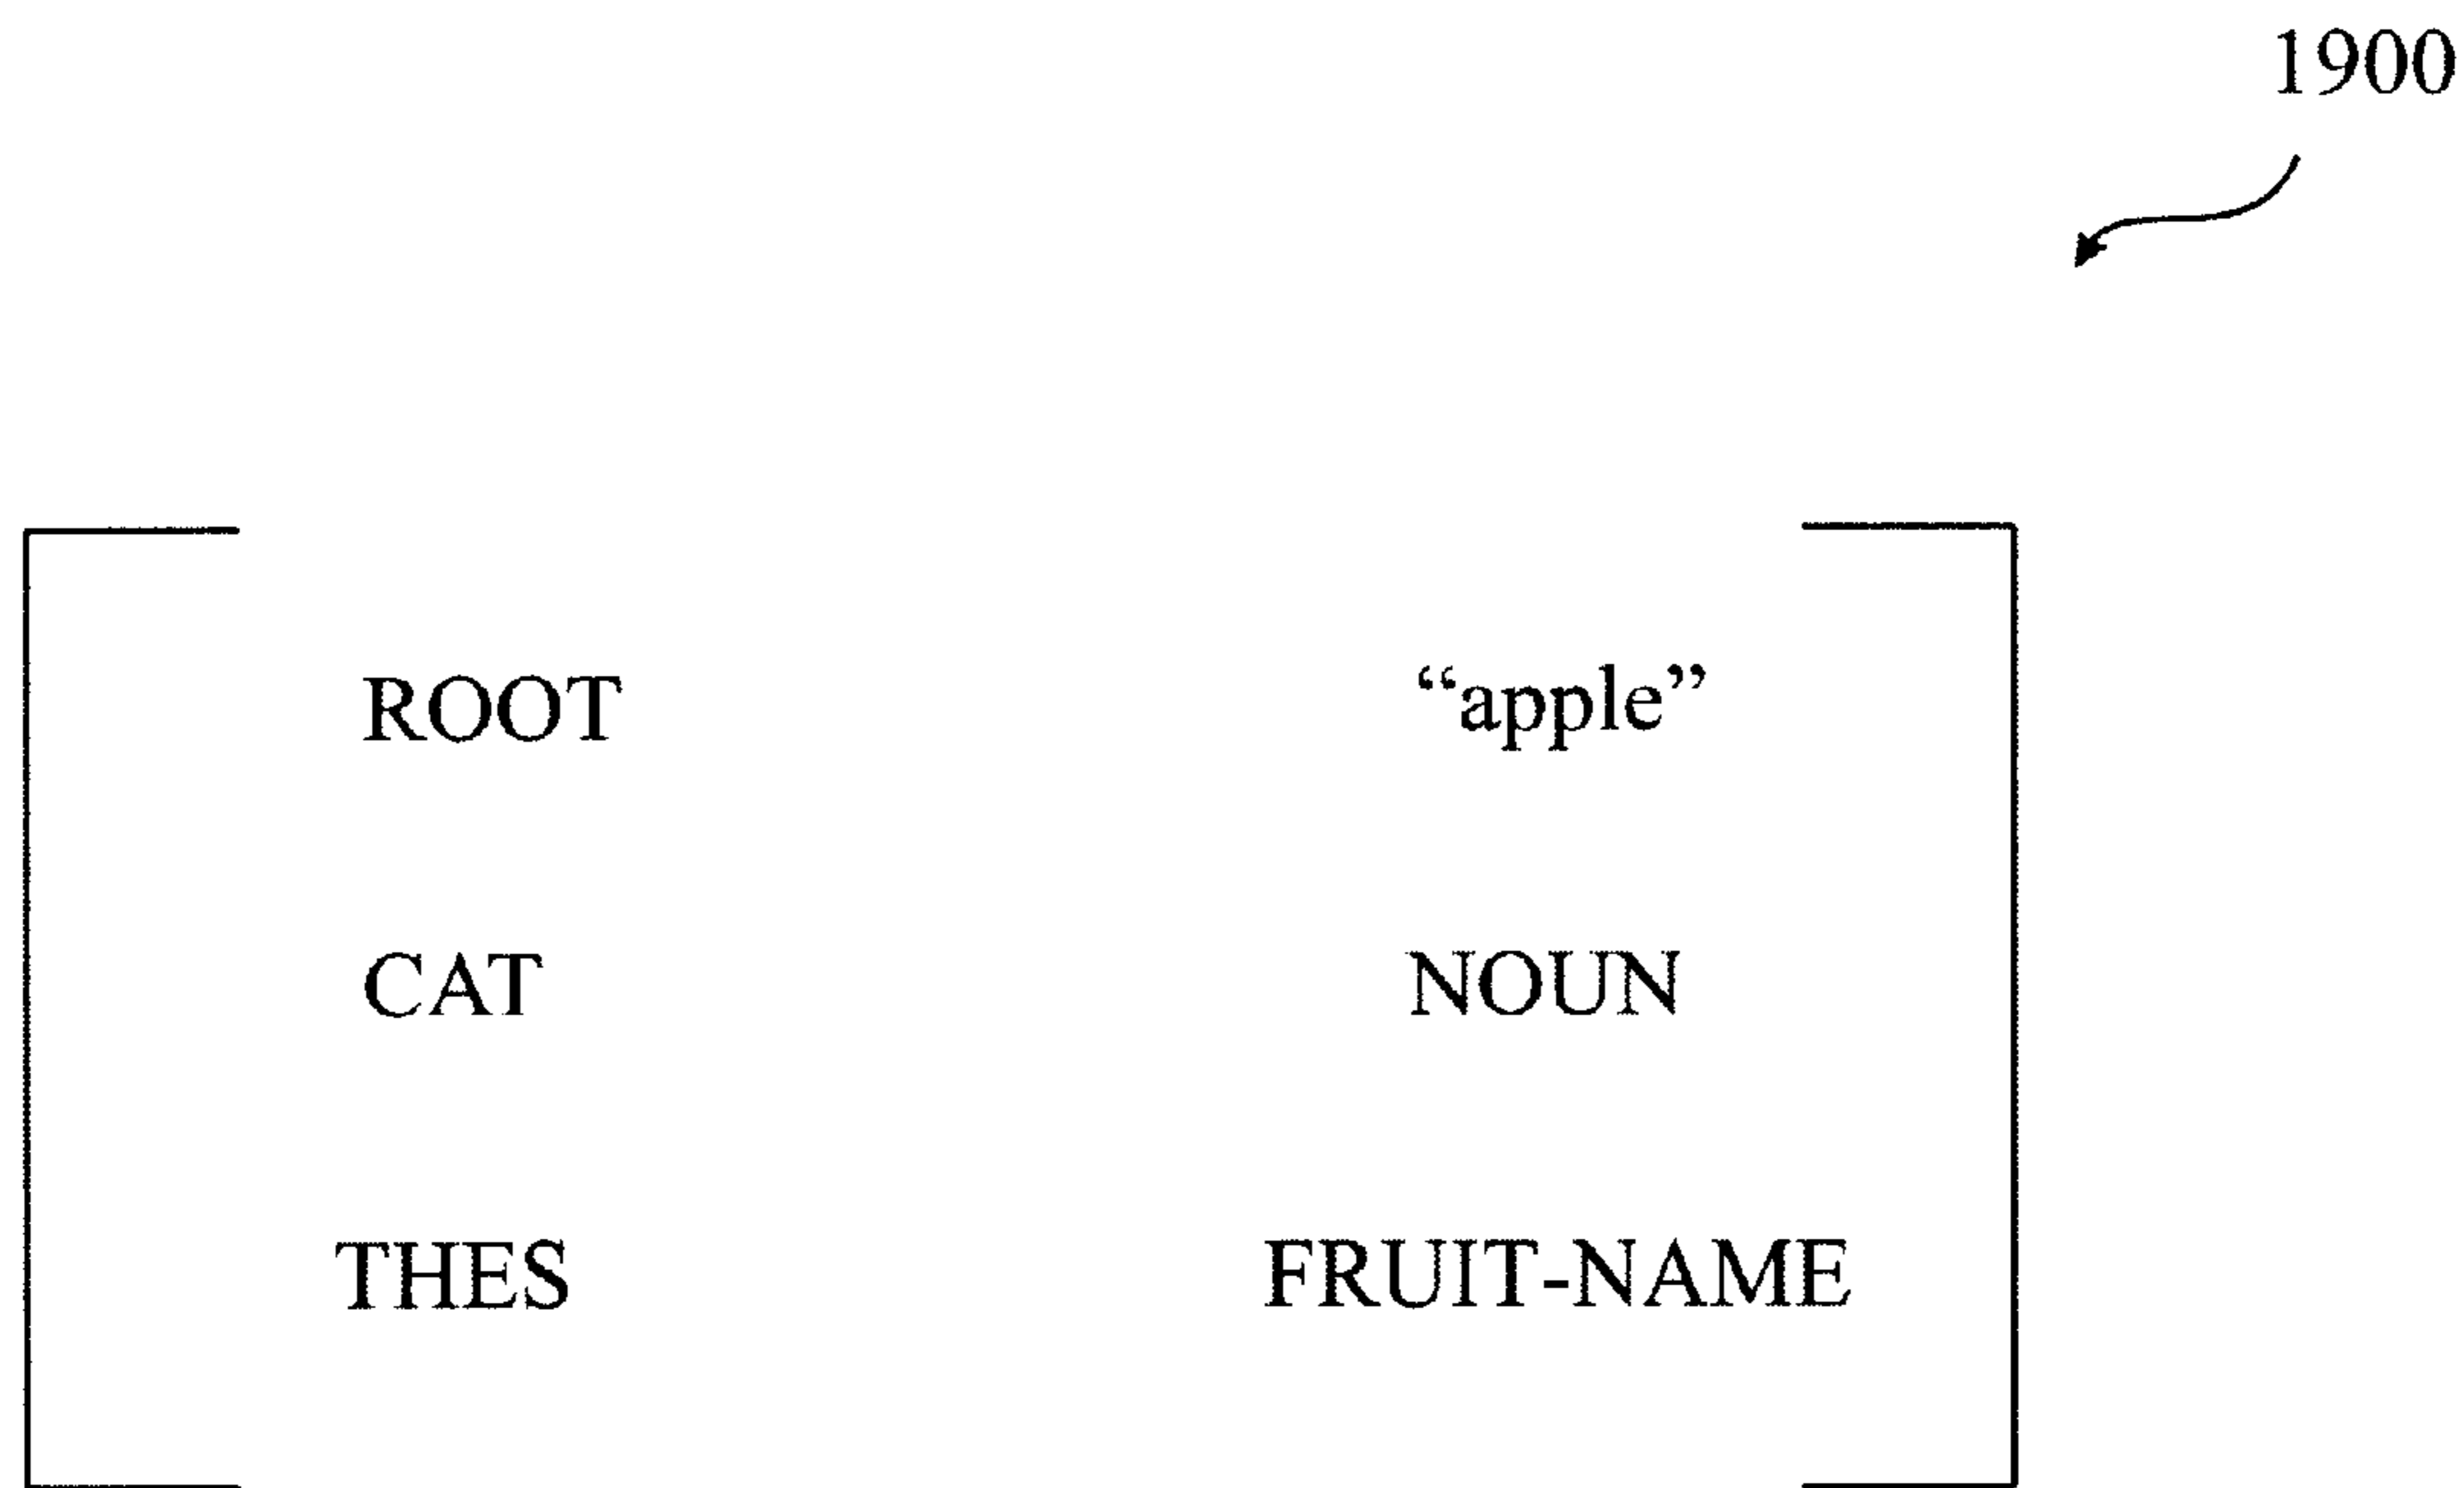 1900
ROOT “apple”
CAT NOUN
THES FRUIT-NAME